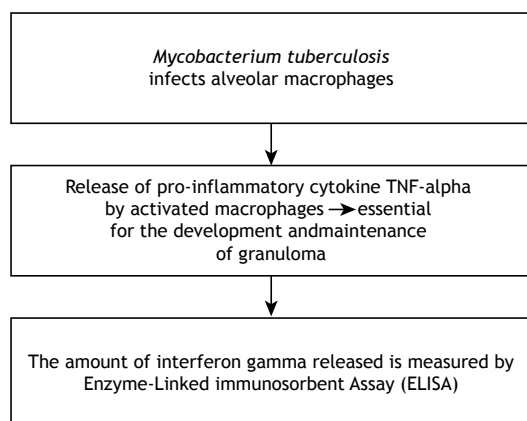 Mycobacterium tuberculosis
infects alveolar macrophages
Release of pro-inflammatory cytokine TNF-alpha
by activated macrophages → essential
for the development andmaintenance
of granuloma
The amount of interferon gamma released is measured by
Enzyme-Linked immunosorbent Assay (ELISA)